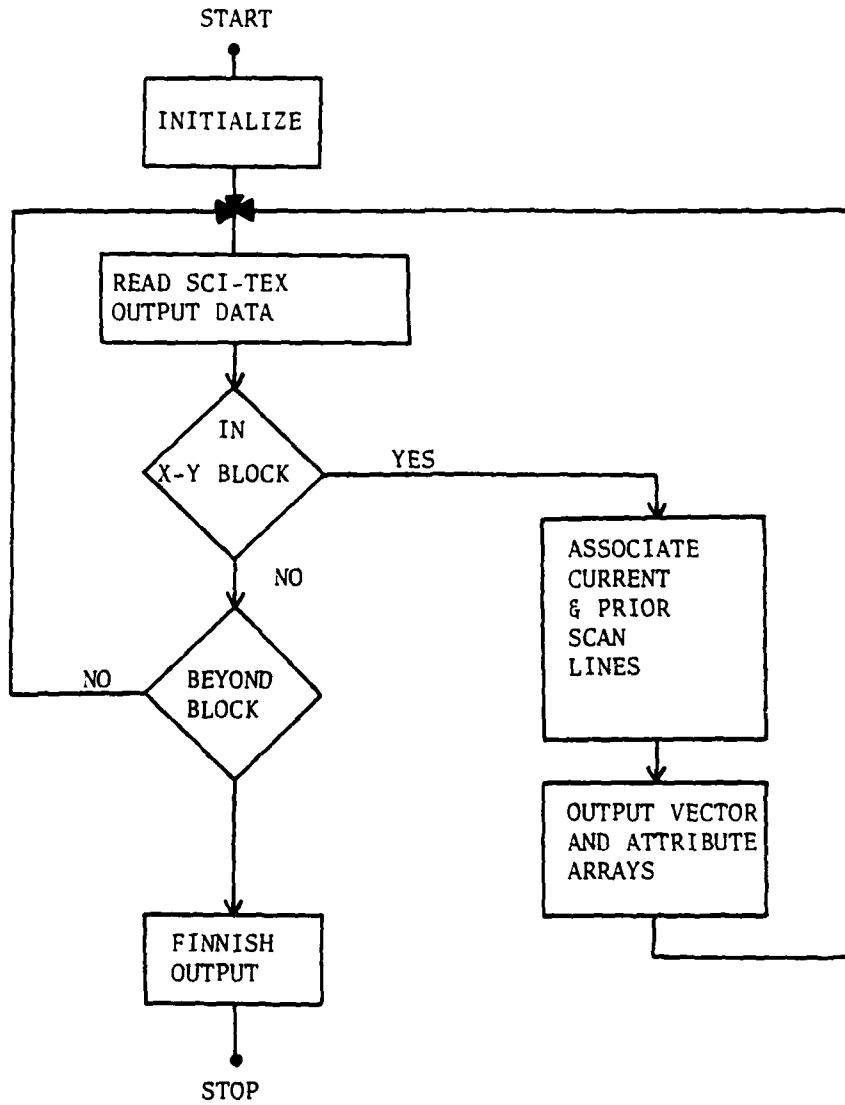 START
INITIALIZE
READ SCI-TEX
OUTPUT DATA
IN
X-Y BLOCK
YES
NO
ASSOCIATE
CURRENT
& PRIOR
SCAN
LINES
NO
BEYOND
BLOCK
OUTPUT VECTOR
AND ATTRIBUTE
ARRAYS
FINNISH
OUTPUT
STOP